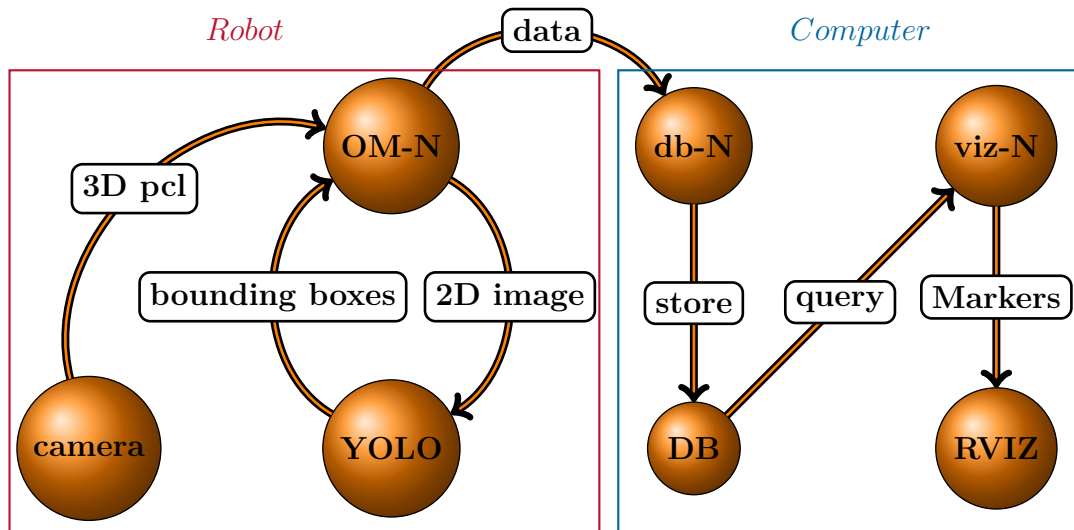 Robot
data
Computer
OM-N
db-N
viz-N
3D pcl
bounding boxes
2D image
store
query
Markers
camera
YOLO
DB
RVIZ